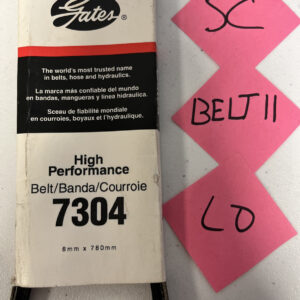 Gates
The world's most trusted name
in belts, hose and hydraulics.
La marca más confiable del mundo
en bandas, mangueras y línea hidraulica.
Sceau de fiabilité mondial
en courroies, boyaux et l'hydraulique.
High
Performance
Belt/Banda/Courroie
7304
8mm x 780mm
SC
BELT 11
LO